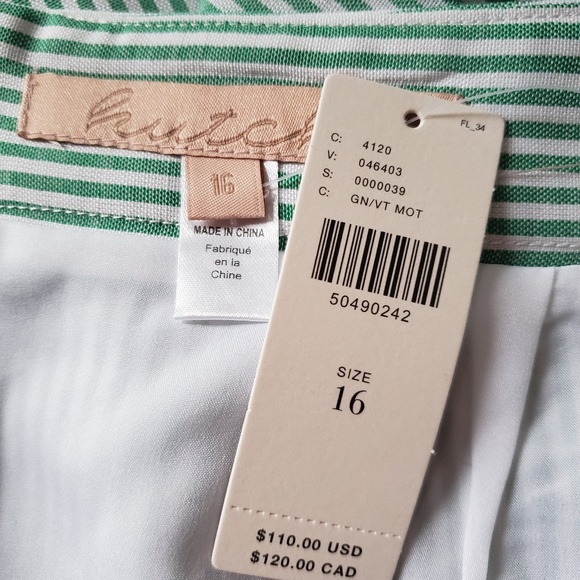 16
MADE IN CHINA
Fabriqué
en la
Chine
FL_34
C: 4120
V: 046403
S: 0000039
C: GN/VT MOT
50490242
SIZE
16
$110.00 USD
$120.00 CAD